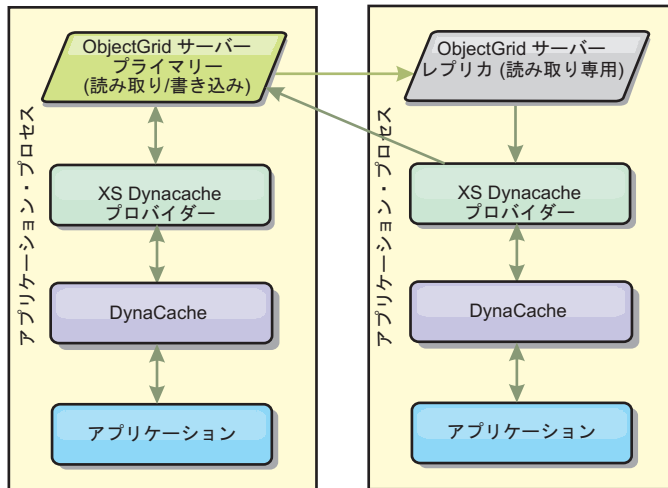 ObjectGrid サーバー
プライマリー
(読み取り/書き込み)
XS Dynacache
プロバイダー
DynaCache
アプリケーション
アプリケーション・プロセス
ObjectGrid サーバー
レプリカ (読み取り専用)
XS Dynacache
プロバイダー
DynaCache
アプリケーション
アプリケーション・プロセス